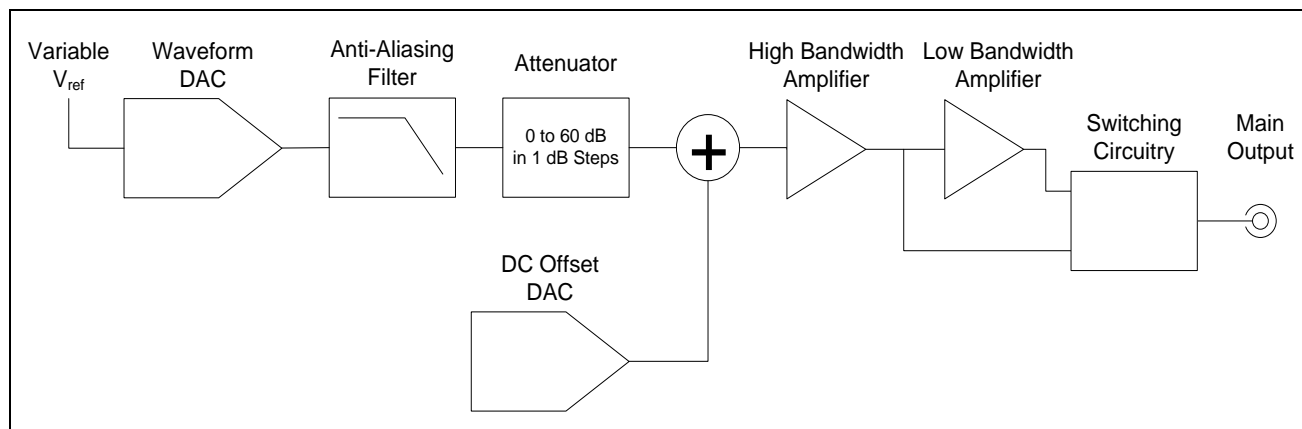 Variable
Vref
Waveform
DAC
Anti-Aliasing
Filter
Attenuator
0 to 60 dB
in 1 dB Steps
+
High Bandwidth
Amplifier
Low Bandwidth
Amplifier
Switching
Circuitry
Main
Output
DC Offset
DAC